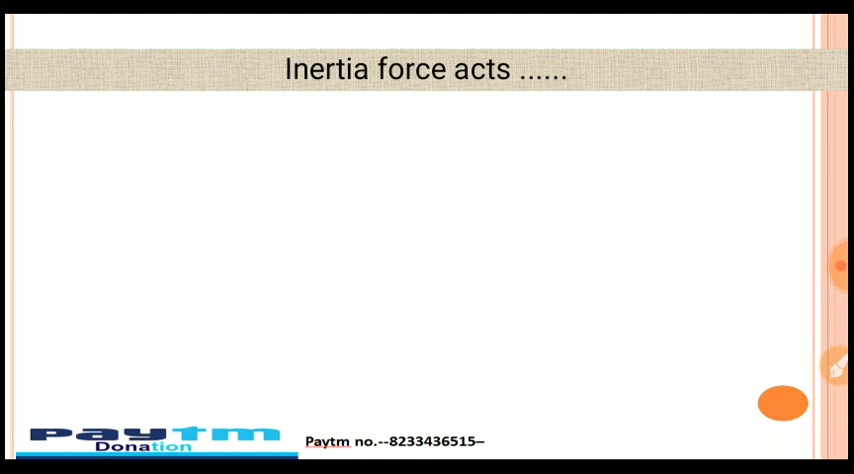 Inertia force acts ......
Paytm
Donation
Paytm no.--8233436515–